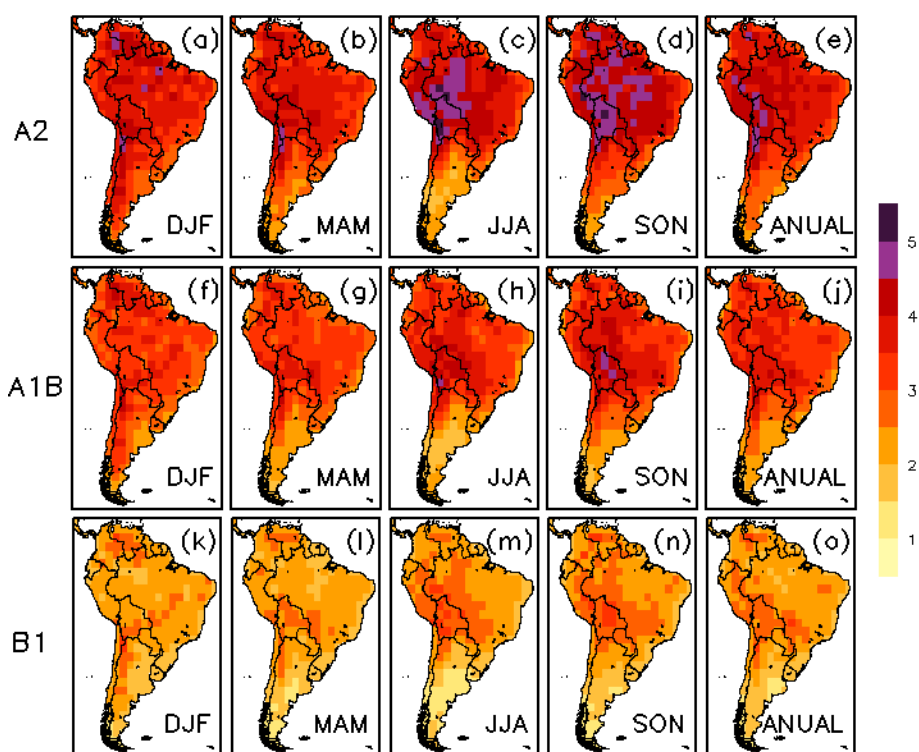 (a) (b) (c) (d) (e)
A2
DJF MAM JJA SON ANUAL
5
4
3
2
1
(f) (g) (h) (i) (j)
A1B
DJF MAM JJA SON ANUAL
(k) (l) (m) (n) (o)
B1
DJF MAM JJA SON ANUAL